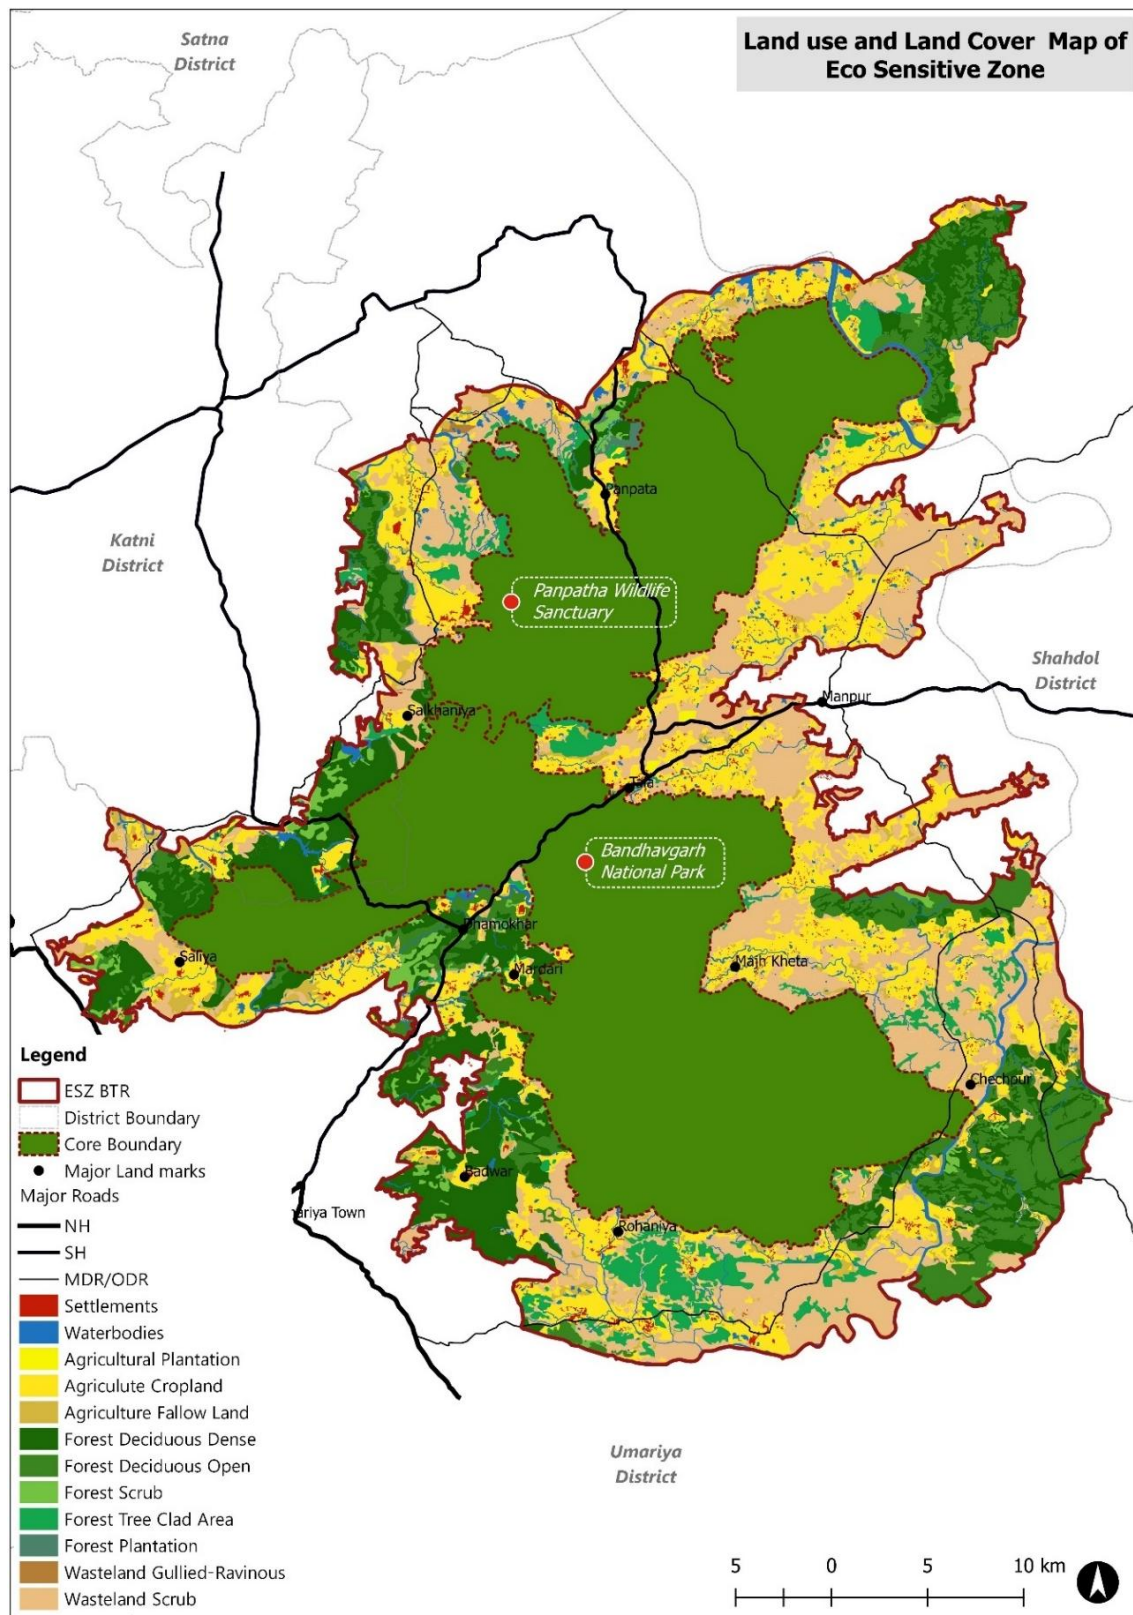 Land use and Land Cover Map of
Eco Sensitive Zone
Satna
District
Katni
District
Panpata
Panpatha Wildlife
Sanctuary
Shahdol
District
Manpur
Salkhaniya
Tala
Bandhavgarh
National Park
Dhamokhar
Saliya
Mardari
Majh Kheta
Chechpur
Badwar
ariya Town
Rohaniya
Umariya
District
Legend
ESZ BTR
District Boundary
Core Boundary
Major Land marks
Major Roads
NH
SH
MDR/ODR
Settlements
Waterbodies
Agricultural Plantation
Agriculute Cropland
Agriculture Fallow Land
Forest Deciduous Dense
Forest Deciduous Open
Forest Scrub
Forest Tree Clad Area
Forest Plantation
Wasteland Gullied-Ravinous
Wasteland Scrub
5 0 5 10 km